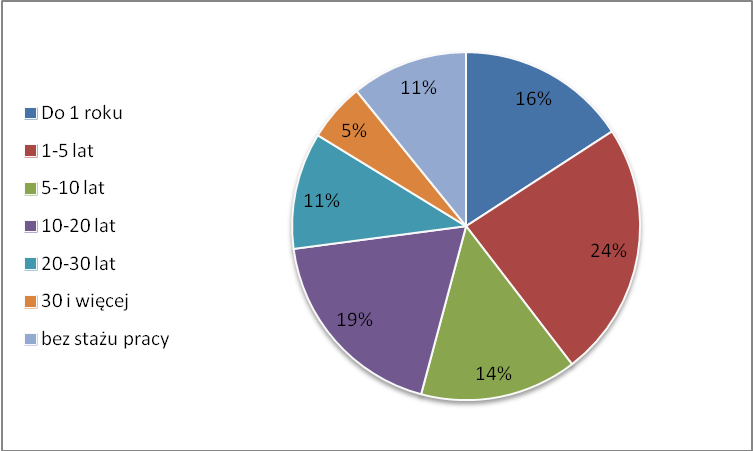 Do 1 roku
1-5 lat
5-10 lat
10-20 lat
20-30 lat
30 i więcej
bez stażu pracy
16%
24%
14%
19%
11%
5%
11%